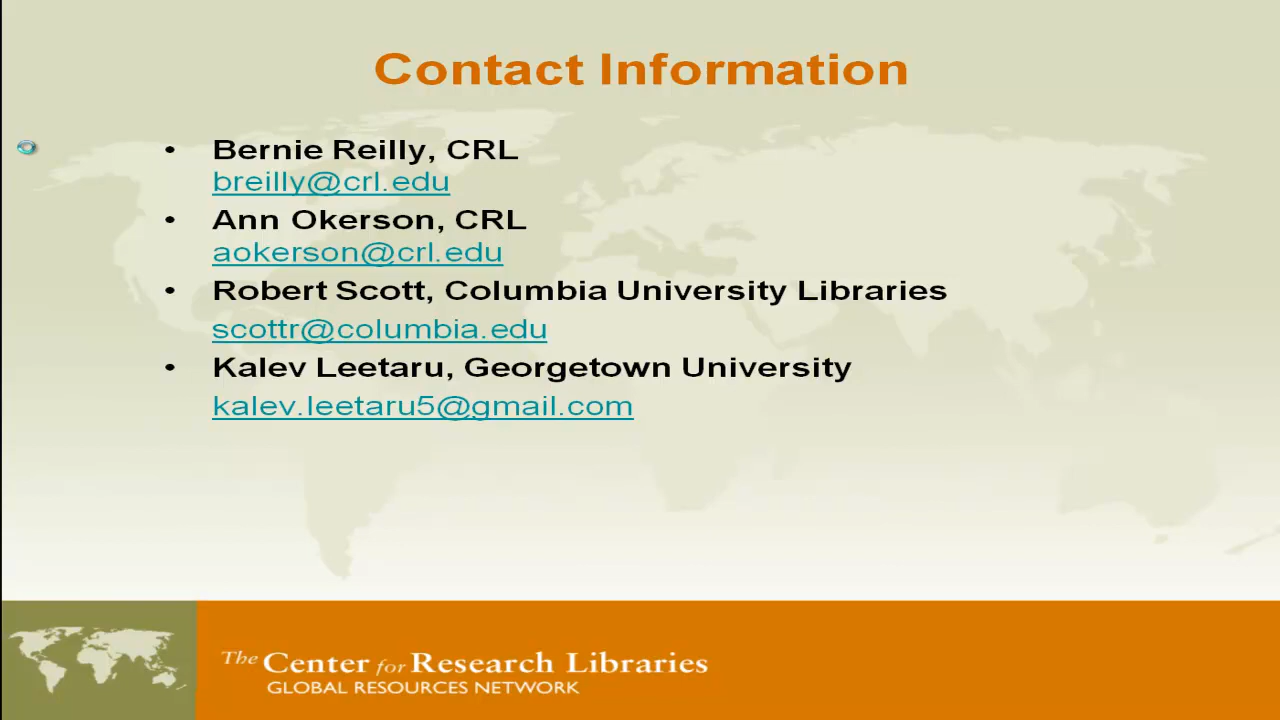 Contact Information
• Bernie Reilly, CRL
breilly@crl.edu
• Ann Okerson, CRL
aokerson@crl.edu
• Robert Scott, Columbia University Libraries
scottr@columbia.edu
• Kalev Leetaru, Georgetown University
kalev.leetaru5@gmail.com
The Center for Research Libraries
GLOBAL RESOURCES NETWORK